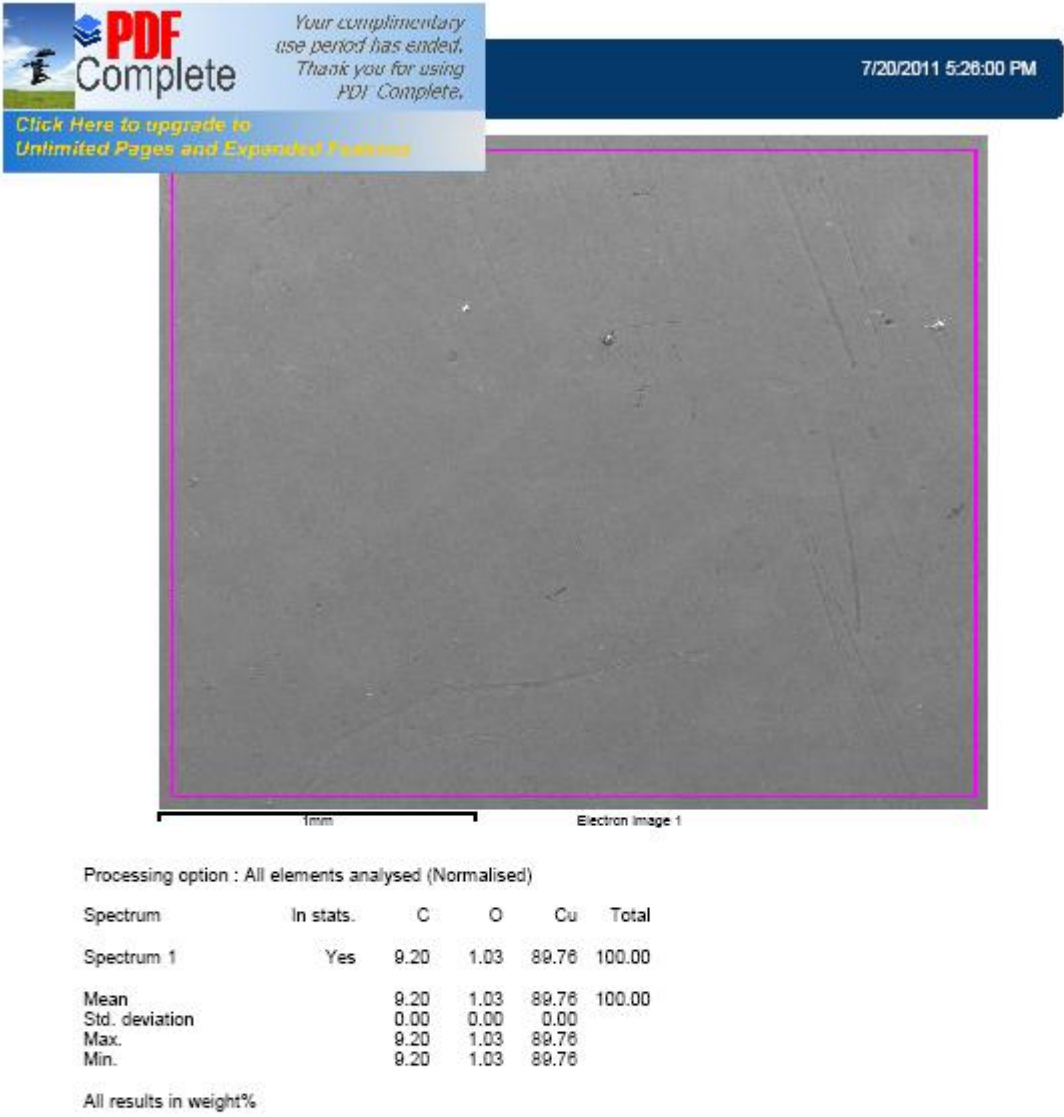 PDF
Complete
Your complimentary
use period has ended.
Thank you for using
PDF Complete.
Click Here to upgrade to
Unlimited Pages and Expanded Features
7/20/2011 5:26:00 PM
1mm
Electron Image 1
Processing option : All elements analysed (Normalised)
Spectrum In stats. C O Cu Total
Spectrum 1 Yes 9.20 1.03 89.76 100.00
Mean 9.20 1.03 89.76 100.00
Std. deviation 0.00 0.00 0.00
Max. 9.20 1.03 89.76
Min. 9.20 1.03 89.76
All results in weight%